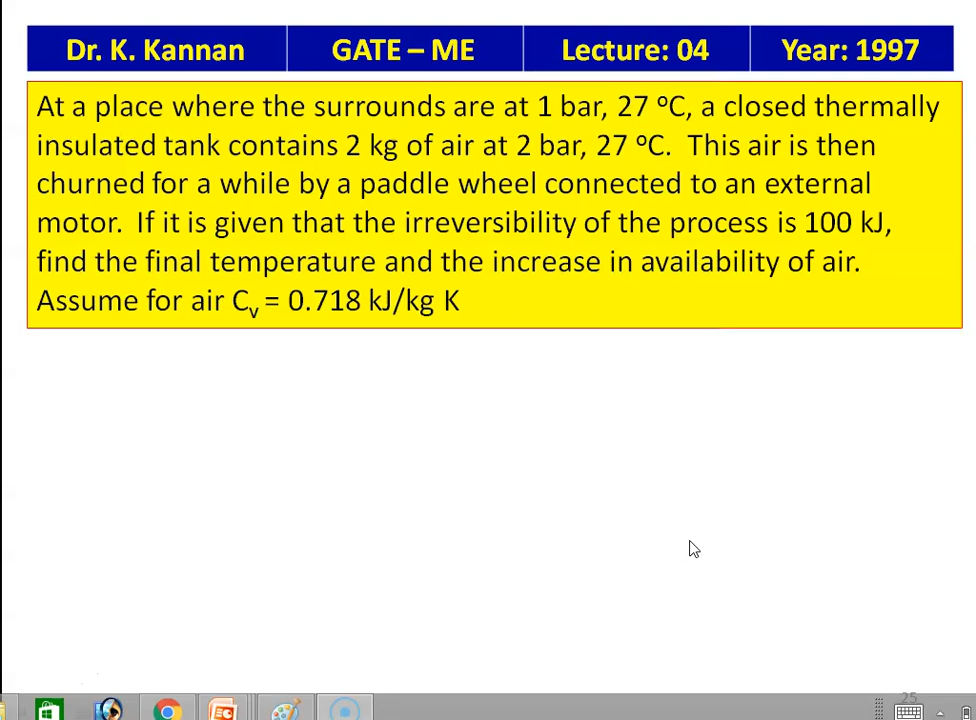 Dr. K. Kannan GATE – ME Lecture: 04 Year: 1997
At a place where the surrounds are at 1 bar, 27 ºC, a closed thermally
insulated tank contains 2 kg of air at 2 bar, 27 ºC. This air is then
churned for a while by a paddle wheel connected to an external
motor. If it is given that the irreversibility of the process is 100 kJ,
find the final temperature and the increase in availability of air.
Assume for air Cv = 0.718 kJ/kg K
25